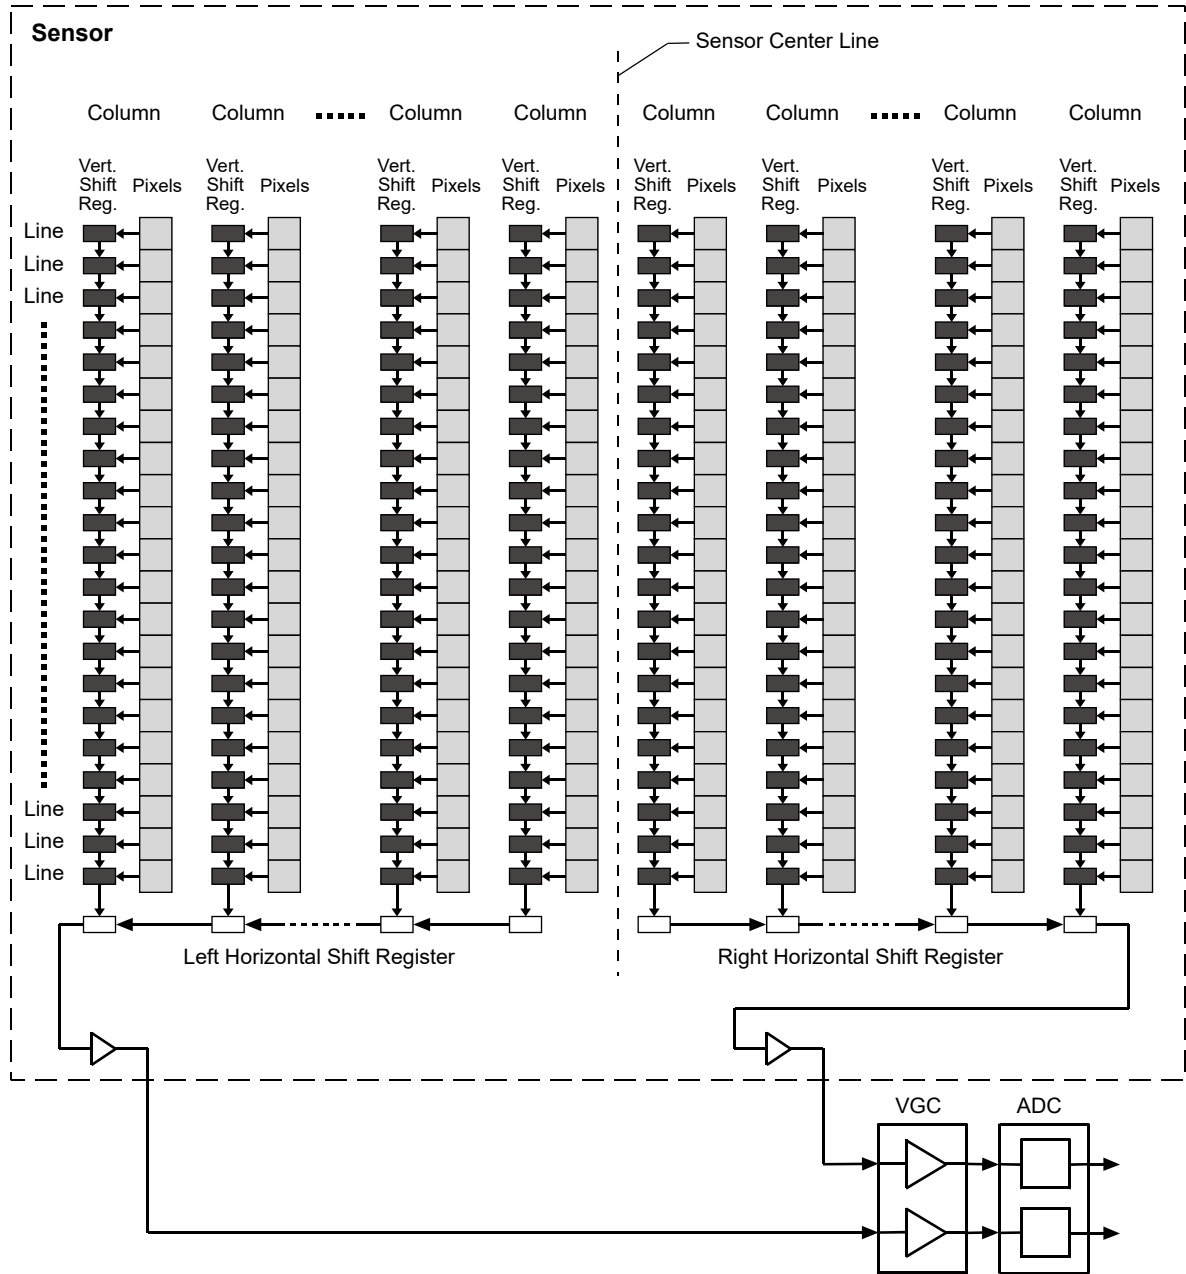 Sensor
Sensor Center Line
Column Column Column Column Column Column Column Column
Vert. Vert. Vert. Vert. Vert. Vert. Vert. Vert.
Shift Pixels Shift Pixels Shift Pixels Shift Pixels Shift Pixels Shift Pixels Shift Pixels Shift Pixels
Reg. Reg. Reg. Reg. Reg. Reg. Reg. Reg.
Line
Line
Line
Line
Line
Line
Left Horizontal Shift Register Right Horizontal Shift Register
VGC ADC